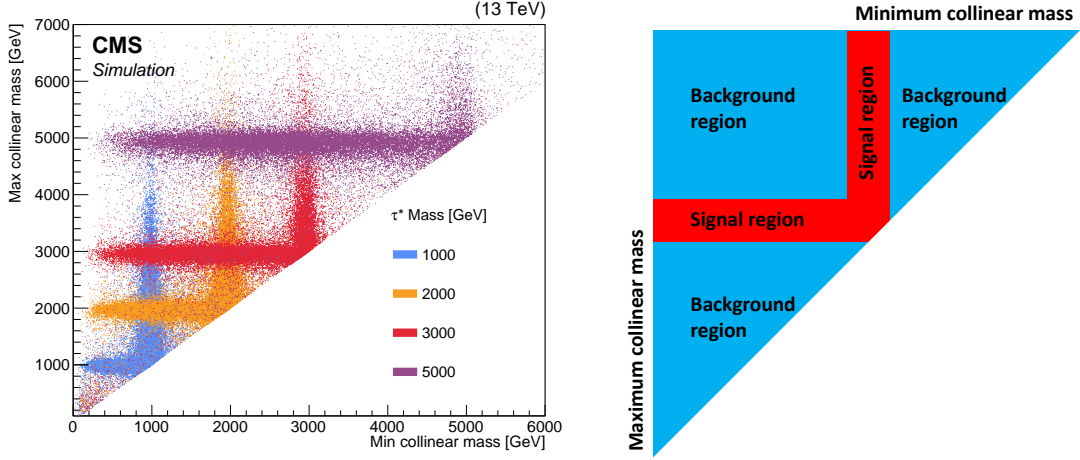 (13 TeV)
CMS
Simulation
Max collinear mass [GeV]
7000
6000
5000
4000
3000
2000
1000
τ* Mass [GeV]
1000
2000
3000
5000
0
1000
2000
3000
4000
5000
6000
Min collinear mass [GeV]
Minimum collinear mass
Background
region
Signal region
Background
region
Signal region
Background
region
Maximum collinear mass